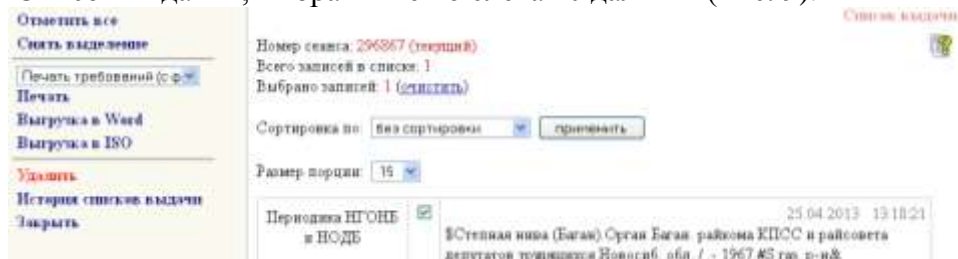 Отметить все
Снять выделение
Печать требований (с ф
Печать
Выгрузка в Word
Выгрузка в ISO
Удалить
История списков выдачи
Закрыть
Список выдачи
Номер сеанса: 296867 (текущий)
Всего записей в списке: 1
Выбрано записей: 1 (очистить)
Сортировка по: без сортировки применить
Размер порции: 15
Периодика НГОНБ
и НОДБ
25.04.2013 13:18:21
$Степная нива (Баган) Орган Баган. райкома КПСС и райсовета
депутатов трудящихся Новосиб. обл. / . - 1967 #S газ. р-н&